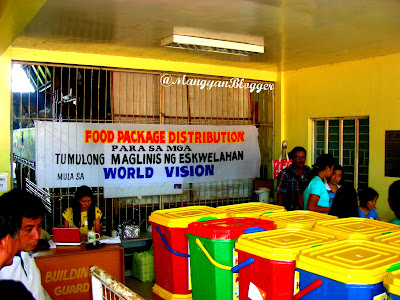 @MangyanBlogger
FOOD PACKAGE DISTRIBUTION
PARA SA MGA
TUMULONG MAGLINIS NG ESKWELAHAN
MULA SA WORLD VISION
BUILDING
GUARD